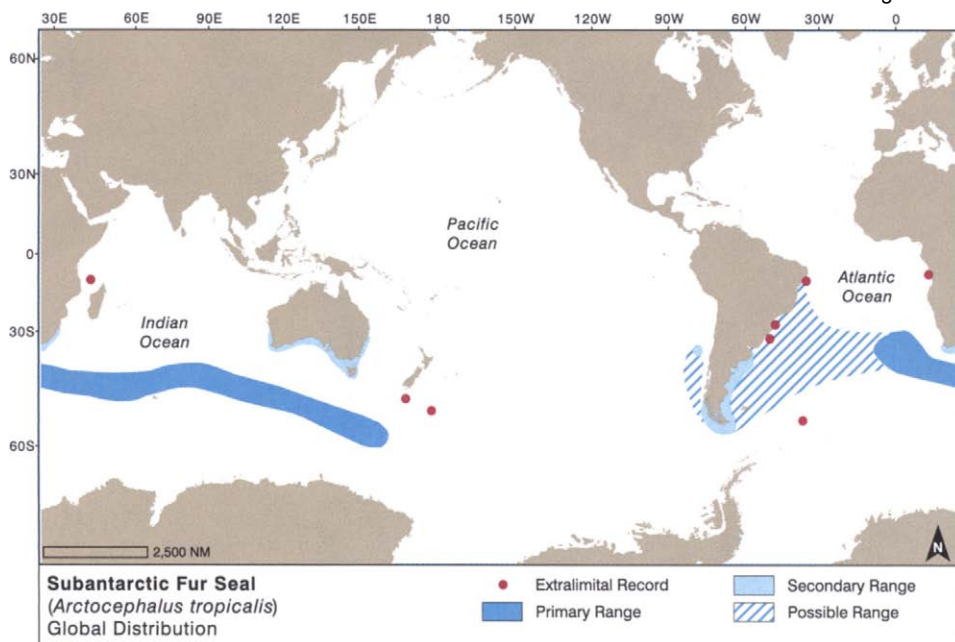 30E 60E 90E 120E 150E 180 150W 120W 90W 60W 30W 0
60N
30N
0
30S
60S
Pacific
Ocean
Atlantic
Ocean
Indian
Ocean
2,500 NM
N
Subantarctic Fur Seal
(Arctocephalus tropicalis)
Global Distribution
Extralimital Record
Primary Range
Secondary Range
Possible Range